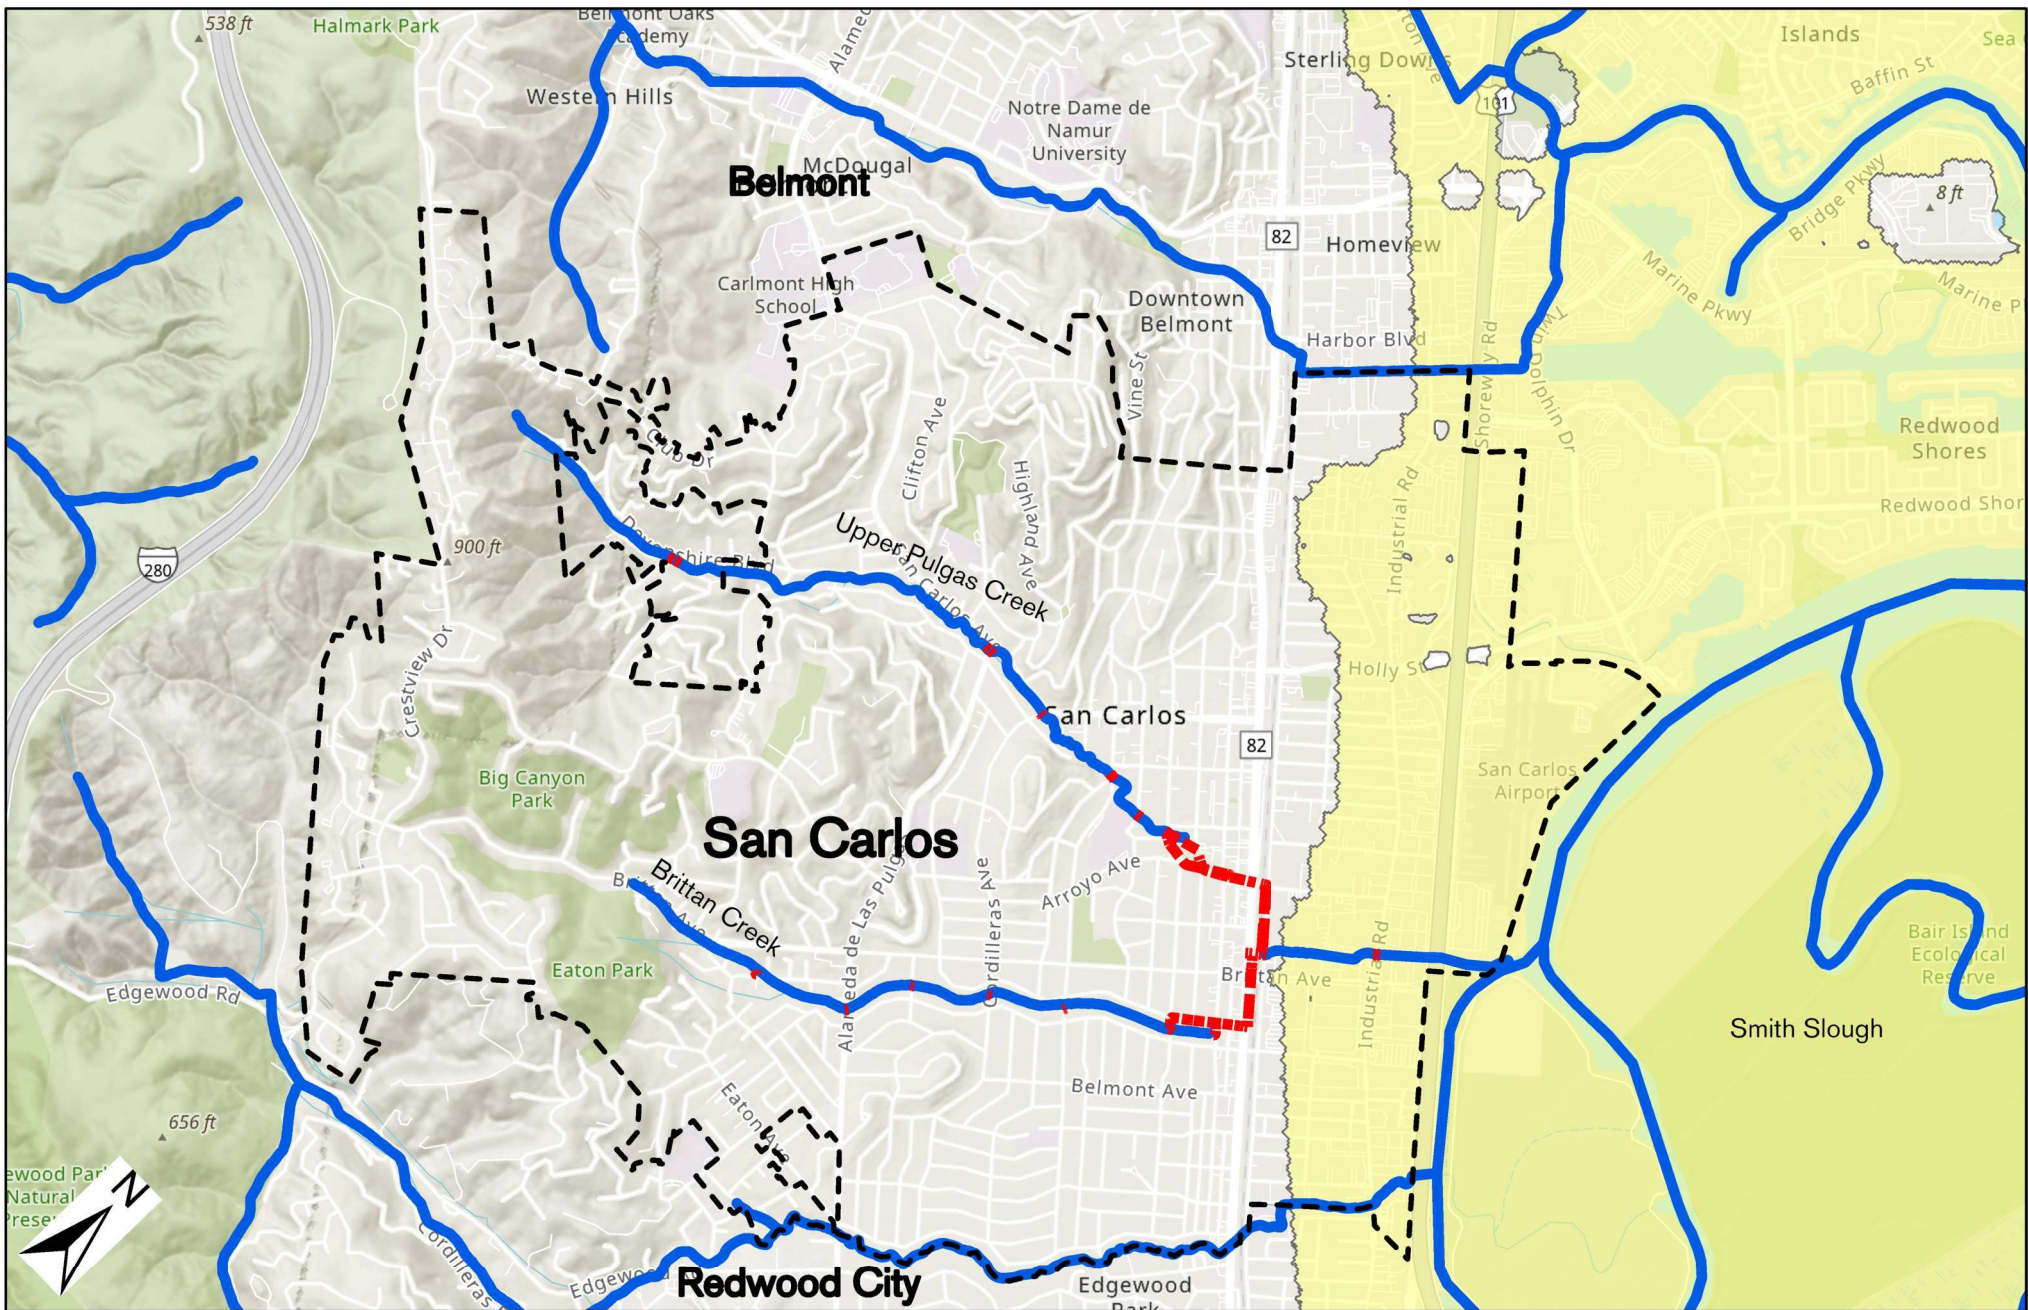 538 ft
Halmark Park
Belmont Oaks
Academy
Sterling Downs
Islands
Baffin St
Western Hills
101
Notre Dame de
Namur
University
McDougal
Belmont
Bridge Pkwy
8 ft
82
Homeview
Marine Pkwy
Carlmont High
School
Downtown
Belmont
Harbor Blvd
Shoreway Rd
Twin Dolphin Dr
Vine St
Clifton Ave
Club Dr
Highland Ave
Redwood
Shores
Industrial Rd
Redwood Shor
Upper Pulgas Creek
San Carlos Ave
Devonshire Blvd
900 ft
280
Crestview Dr
Holly St
San Carlos
82
Big Canyon
Park
San Carlos
Airport
San Carlos
Brittan Creek
Brittan Ave
Alameda de Las Pulgas
Cordilleras Ave
Arroyo Ave
Brittan Ave
Industrial Rd
Bair Island
Ecological
Reserve
Eaton Park
Edgewood Rd
Smith Slough
Belmont Ave
Eaton Ave
656 ft
N
Natural
Cordilleras
Redwood City
Edgewood
Park